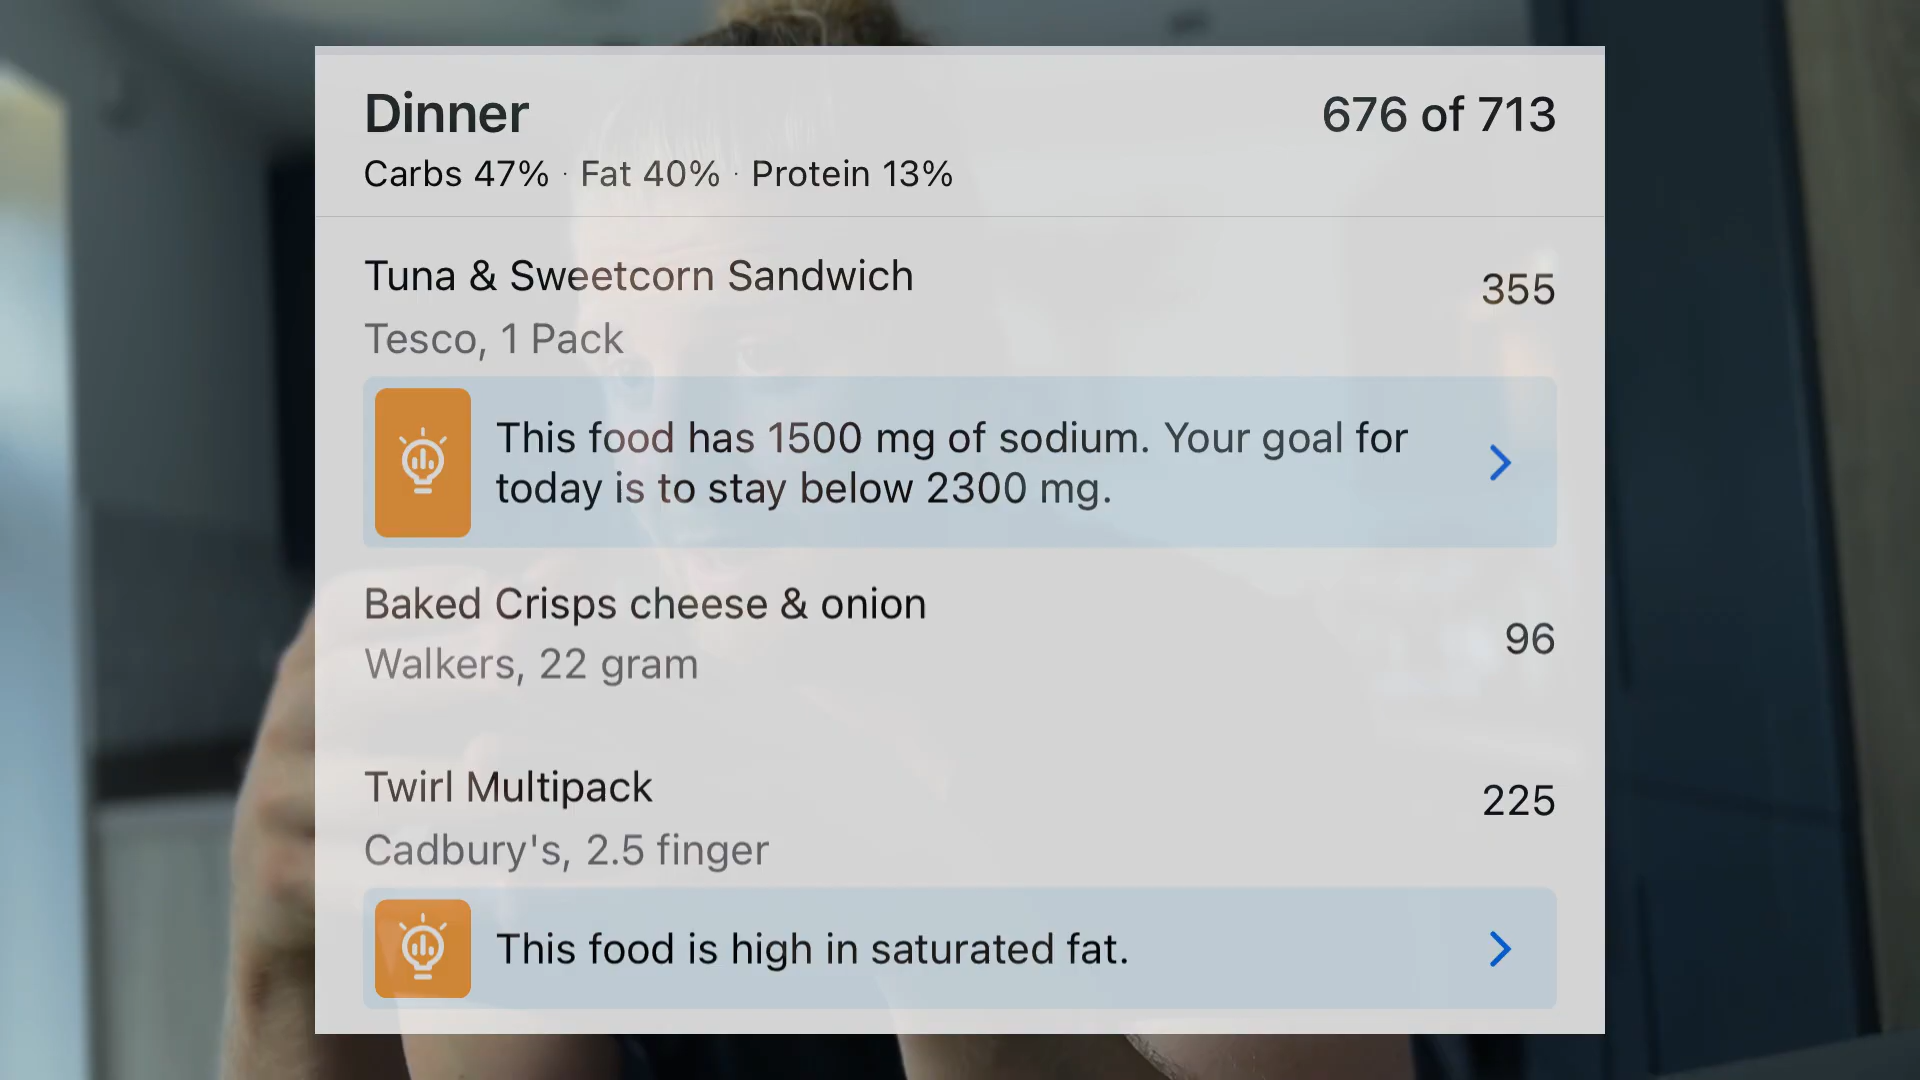 Dinner
676 of 713
Carbs 47% · Fat 40% · Protein 13%
Tuna & Sweetcorn Sandwich
355
Tesco, 1 Pack
This food has 1500 mg of sodium. Your goal for
today is to stay below 2300 mg.
Baked Crisps cheese & onion
96
Walkers, 22 gram
Twirl Multipack
225
Cadbury's, 2.5 finger
This food is high in saturated fat.